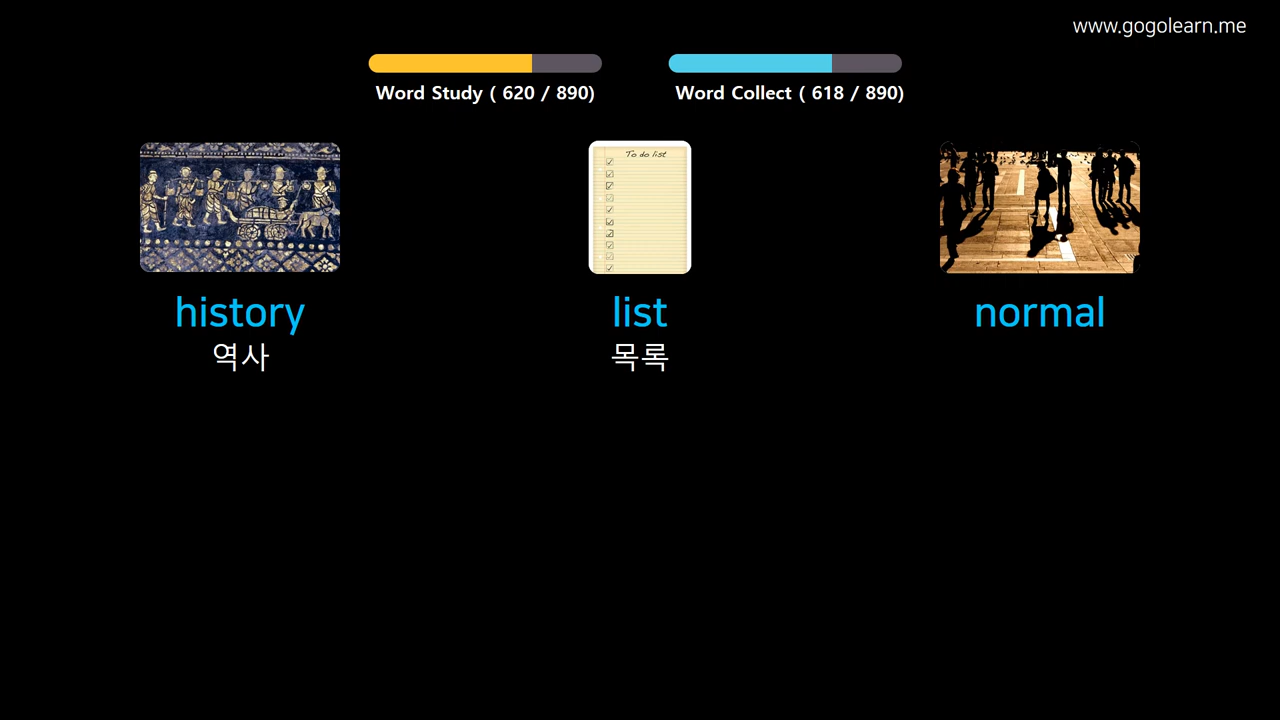 www.gogolearn.me
Word Study ( 620 / 890)
Word Collect ( 618 / 890)
To do list
history
list
normal
역사
목록